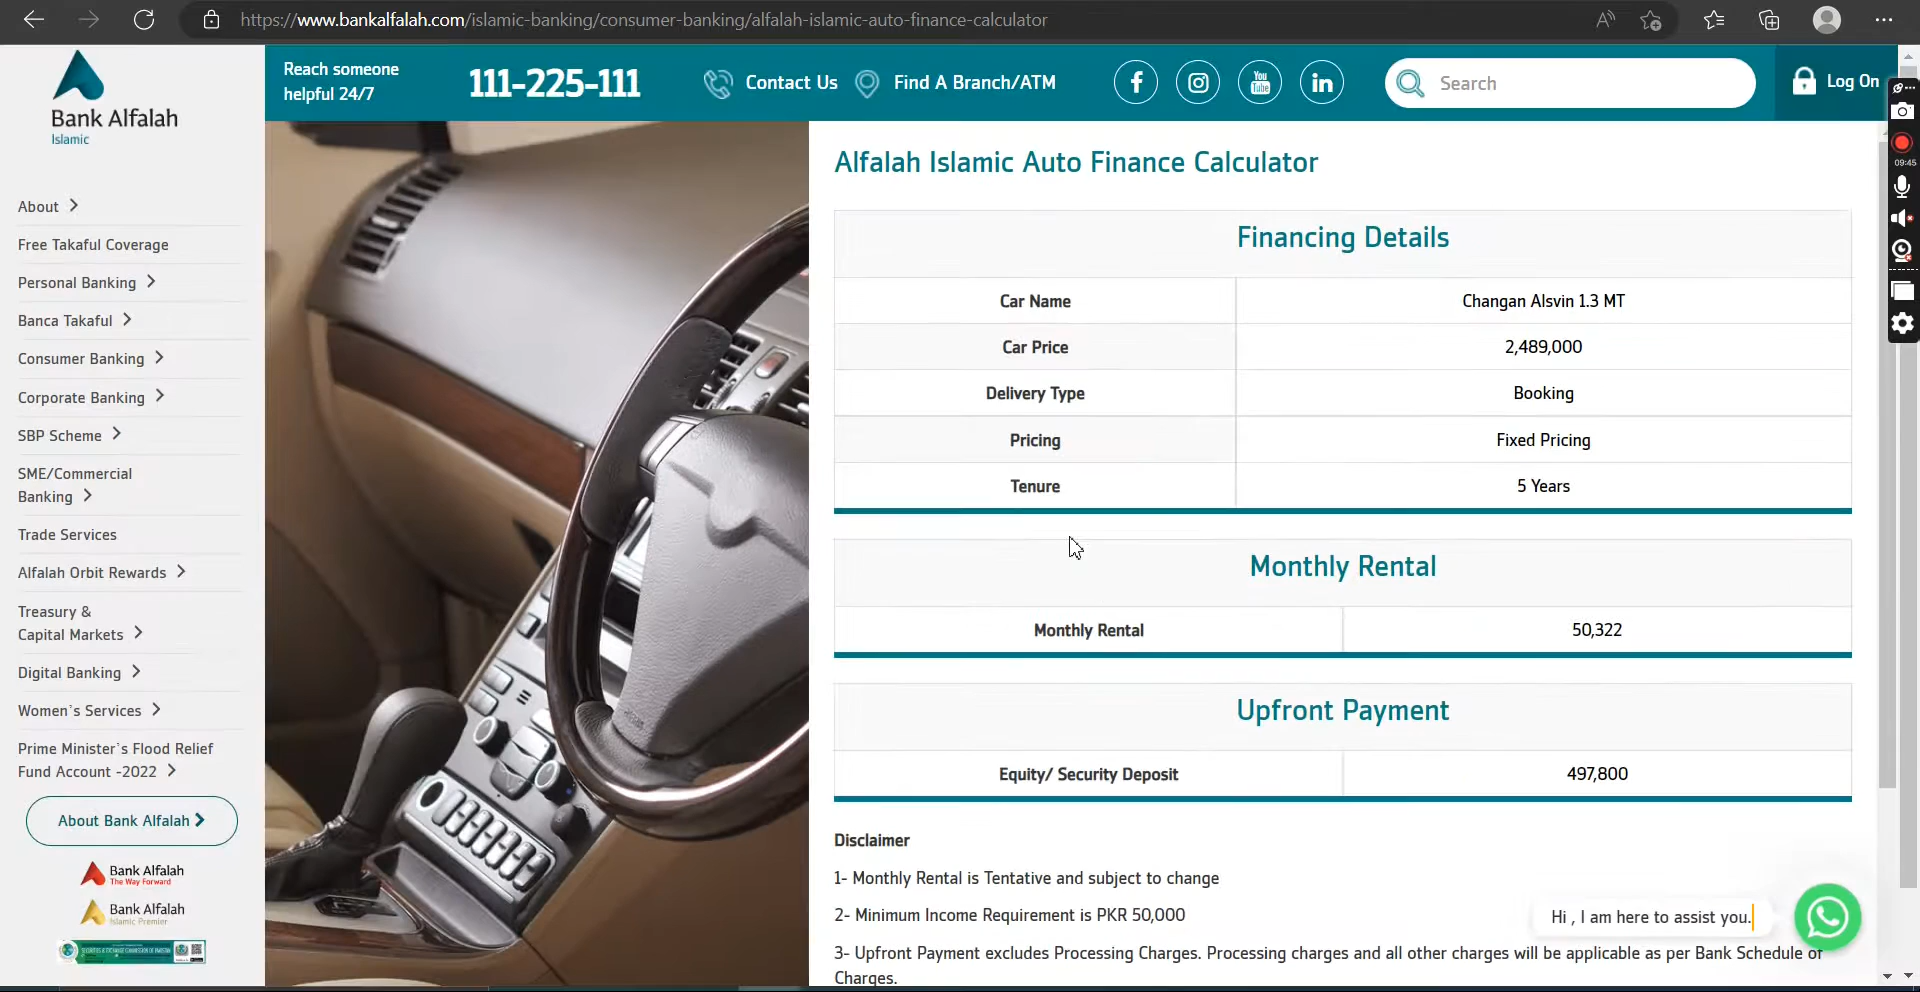 https://www.bankalfalah.com/islamic-banking/consumer-banking/alfalah-islamic-auto-finance-calculator
Bank Alfalah
Islamic
Reach someone
helpful 24/7
111-225-111
Contact Us
Find A Branch/ATM
You
Tube
Search
Log On
09:45
About
Free Takaful Coverage
Personal Banking
Banca Takaful
Consumer Banking
Corporate Banking
SBP Scheme
SME/Commercial
Banking
Trade Services
Alfalah Orbit Rewards
Treasury &
Capital Markets
Digital Banking
Women's Services
Prime Minister's Flood Relief
Fund Account -2022
About Bank Alfalah
Bank Alfalah
The Way Forward
Bank Alfalah
Islamic Premier
Alfalah Islamic Auto Finance Calculator
Financing Details
Car Name Changan Alsvin 1.3 MT
Car Price 2,489,000
Delivery Type Booking
Pricing Fixed Pricing
Tenure 5 Years
Monthly Rental
Monthly Rental 50,322
Upfront Payment
Equity/ Security Deposit 497,800
Disclaimer
1- Monthly Rental is Tentative and subject to change
2- Minimum Income Requirement is PKR 50,000
3- Upfront Payment excludes Processing Charges. Processing charges and all other charges will be applicable as per Bank Schedule of
Charges.
Hi , I am here to assist you.